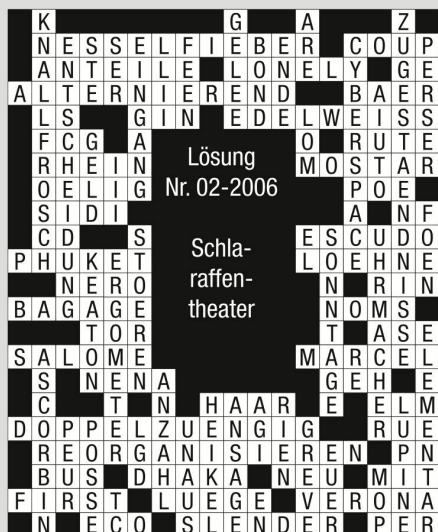 K G A Z
NESSELFIEBER COUP
ANTEILE LONELY GE
ALTERNIEREND BAER
LS GIN EDELWEISS
FCG A O RUTE
RHEIN MOSTAR
OELIG POE
SIDI A NF
CD S ESCUDO
PHUKET LOEHNE
NERO N RIN
BAGAGE NOMS
TOR T ASE
SALOME MARCEL
S NENA GEH E
C T N HAAR E ELM
DOPPELZUENGIG RUE
REORGANISIEREN PN
BUS DHAKA NEU MIT
FIRST LUEGE VERONA
N ECO SLENDER PER
Lösung
Nr. 02-2006
Schla-
raffen-
theater